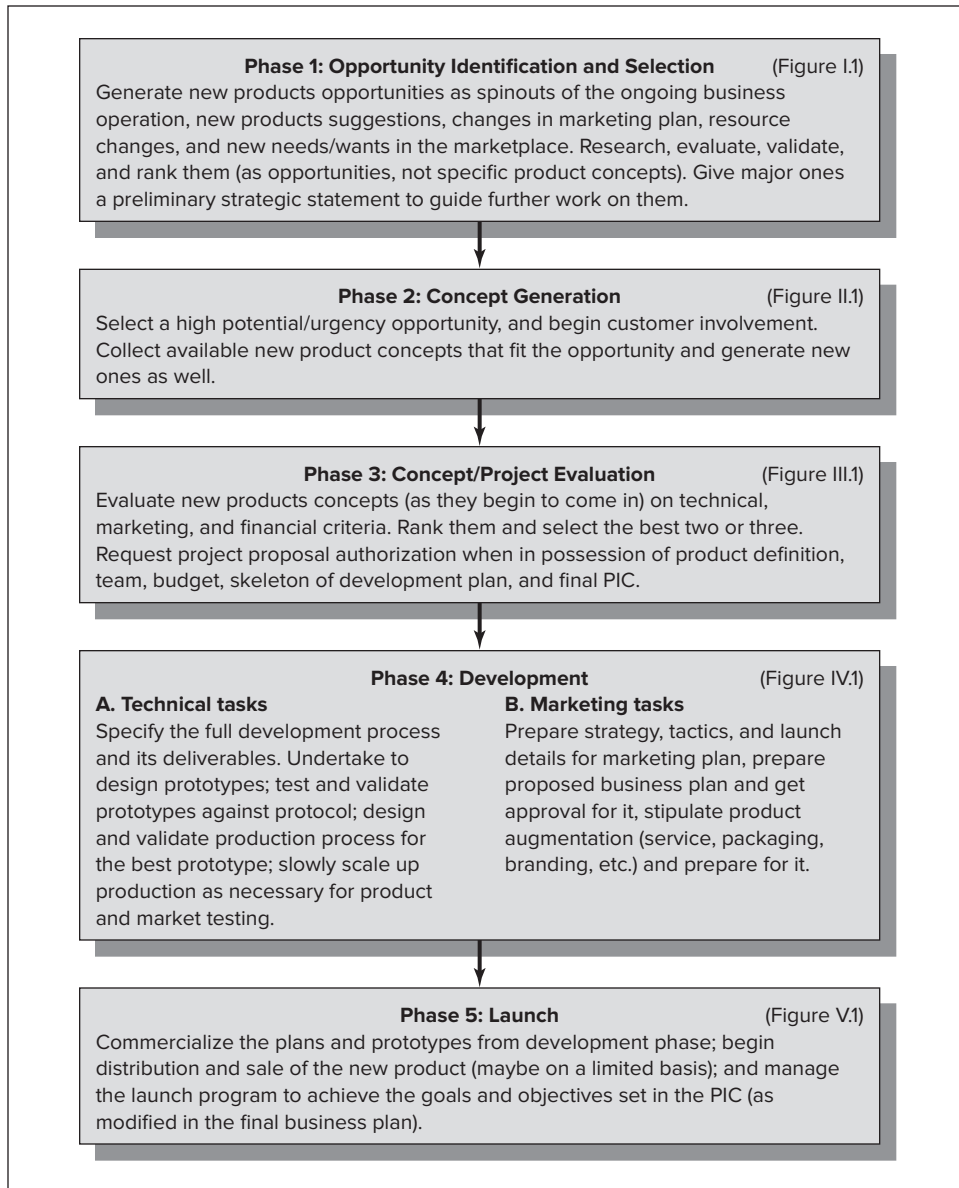 Phase 1: Opportunity Identification and Selection (Figure I.1)
Generate new products opportunities as spinouts of the ongoing business
operation, new products suggestions, changes in marketing plan, resource
changes, and new needs/wants in the marketplace. Research, evaluate, validate,
and rank them (as opportunities, not specific product concepts). Give major ones
a preliminary strategic statement to guide further work on them.
Phase 2: Concept Generation (Figure II.1)
Select a high potential/urgency opportunity, and begin customer involvement.
Collect available new product concepts that fit the opportunity and generate new
ones as well.
Phase 3: Concept/Project Evaluation (Figure III.1)
Evaluate new products concepts (as they begin to come in) on technical,
marketing, and financial criteria. Rank them and select the best two or three.
Request project proposal authorization when in possession of product definition,
team, budget, skeleton of development plan, and final PIC.
Phase 4: Development (Figure IV.1)
A. Technical tasks
Specify the full development process
and its deliverables. Undertake to
design prototypes; test and validate
prototypes against protocol; design
and validate production process for
the best prototype; slowly scale up
production as necessary for product
and market testing.
B. Marketing tasks
Prepare strategy, tactics, and launch
details for marketing plan, prepare
proposed business plan and get
approval for it, stipulate product
augmentation (service, packaging,
branding, etc.) and prepare for it.
Phase 5: Launch (Figure V.1)
Commercialize the plans and prototypes from development phase; begin
distribution and sale of the new product (maybe on a limited basis); and manage
the launch program to achieve the goals and objectives set in the PIC (as
modified in the final business plan).